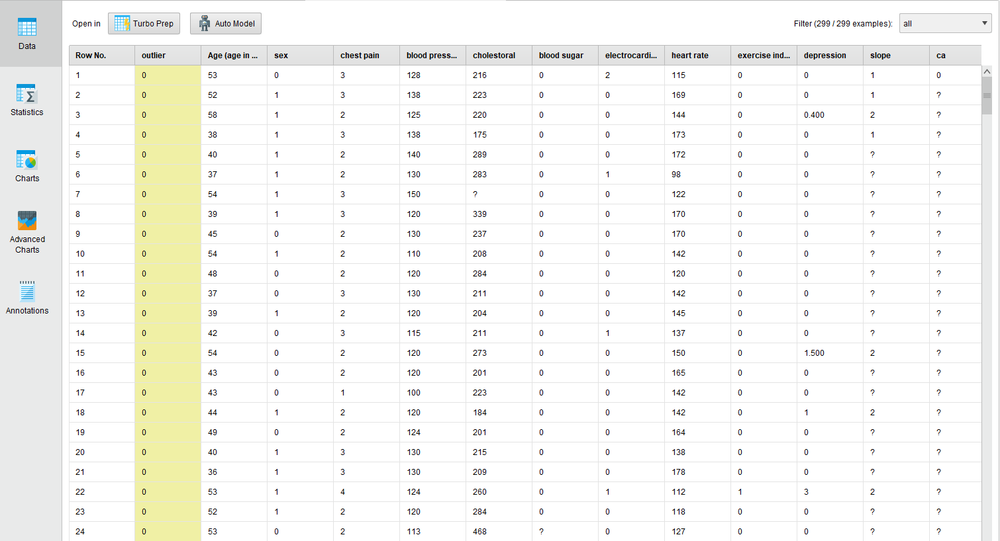 Open in Turbo Prep Auto Model Filter (299 / 299 examples): all
Data
Statistics
Charts
Advanced
Charts
Annotations
Row No. outlier Age (age in ... sex chest pain blood press... cholestoral blood sugar electrocardi... heart rate exercise ind... depression slope ca
1 0 53 0 3 128 216 0 2 115 0 0 1 0
2 0 52 1 3 138 223 0 0 169 0 0 1 ?
3 0 58 1 2 125 220 0 0 144 0 0.400 2 ?
4 0 38 1 3 138 175 0 0 173 0 0 1 ?
5 0 40 1 2 140 289 0 0 172 0 0 ? ?
6 0 37 1 2 130 283 0 1 98 0 0 ? ?
7 0 54 1 3 150 ? 0 0 122 0 0 ? ?
8 0 39 1 3 120 339 0 0 170 0 0 ? ?
9 0 45 0 2 130 237 0 0 170 0 0 ? ?
10 0 54 1 2 110 208 0 0 142 0 0 ? ?
11 0 48 0 2 120 284 0 0 120 0 0 ? ?
12 0 37 0 3 130 211 0 0 142 0 0 ? ?
13 0 39 1 2 120 204 0 0 145 0 0 ? ?
14 0 42 0 3 115 211 0 1 137 0 0 ? ?
15 0 54 0 2 120 273 0 0 150 0 1.500 2 ?
16 0 43 0 2 120 201 0 0 165 0 0 ? ?
17 0 43 0 1 100 223 0 0 142 0 0 ? ?
18 0 44 1 2 120 184 0 0 142 0 1 2 ?
19 0 49 0 2 124 201 0 0 164 0 0 ? ?
20 0 40 1 3 130 215 0 0 138 0 0 ? ?
21 0 36 1 3 130 209 0 0 178 0 0 ? ?
22 0 53 1 4 124 260 0 1 112 1 3 2 ?
23 0 52 1 2 120 284 0 0 118 0 0 ? ?
24 0 53 0 2 113 468 ? 0 127 0 0 ? ?